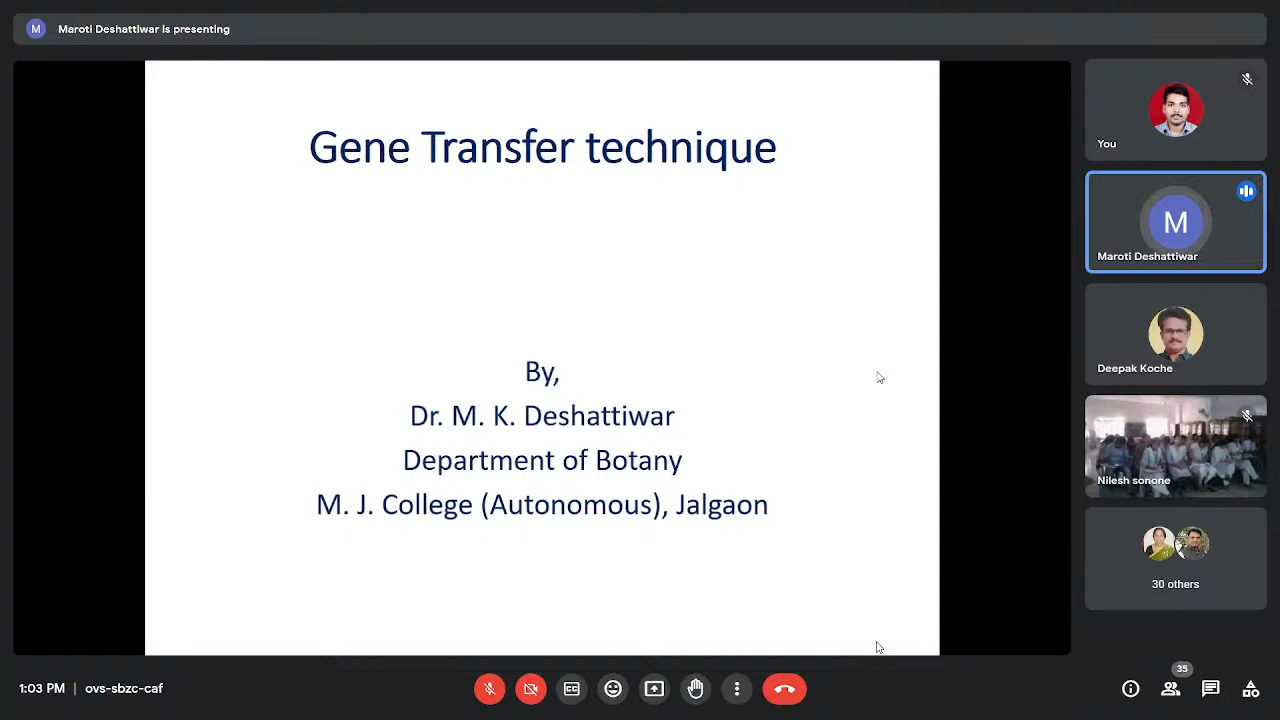 M Maroti Deshattiwar is presenting
Gene Transfer technique
By,
Dr. M. K. Deshattiwar
Department of Botany
M. J. College (Autonomous), Jalgaon
You
M
Maroti Deshattiwar
Deepak Koche
Nilesh sonone
30 others
1:03 PM | ovs-sbzc-caf
CC
35